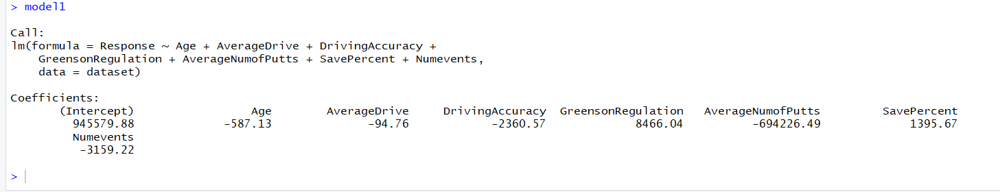 > model1
Call:
lm(formula = Response ~ Age + AverageDrive + DrivingAccuracy +
    GreensonRegulation + AverageNumofPutts + SavePercent + Numevents,
    data = dataset)
Coefficients:
       (Intercept)                 Age        AverageDrive     DrivingAccuracy  GreensonRegulation   AverageNumofPutts         SavePercent
         945579.88             -587.13              -94.76            -2360.57             8466.04          -694226.49             1395.67
         Numevents
          -3159.22
>